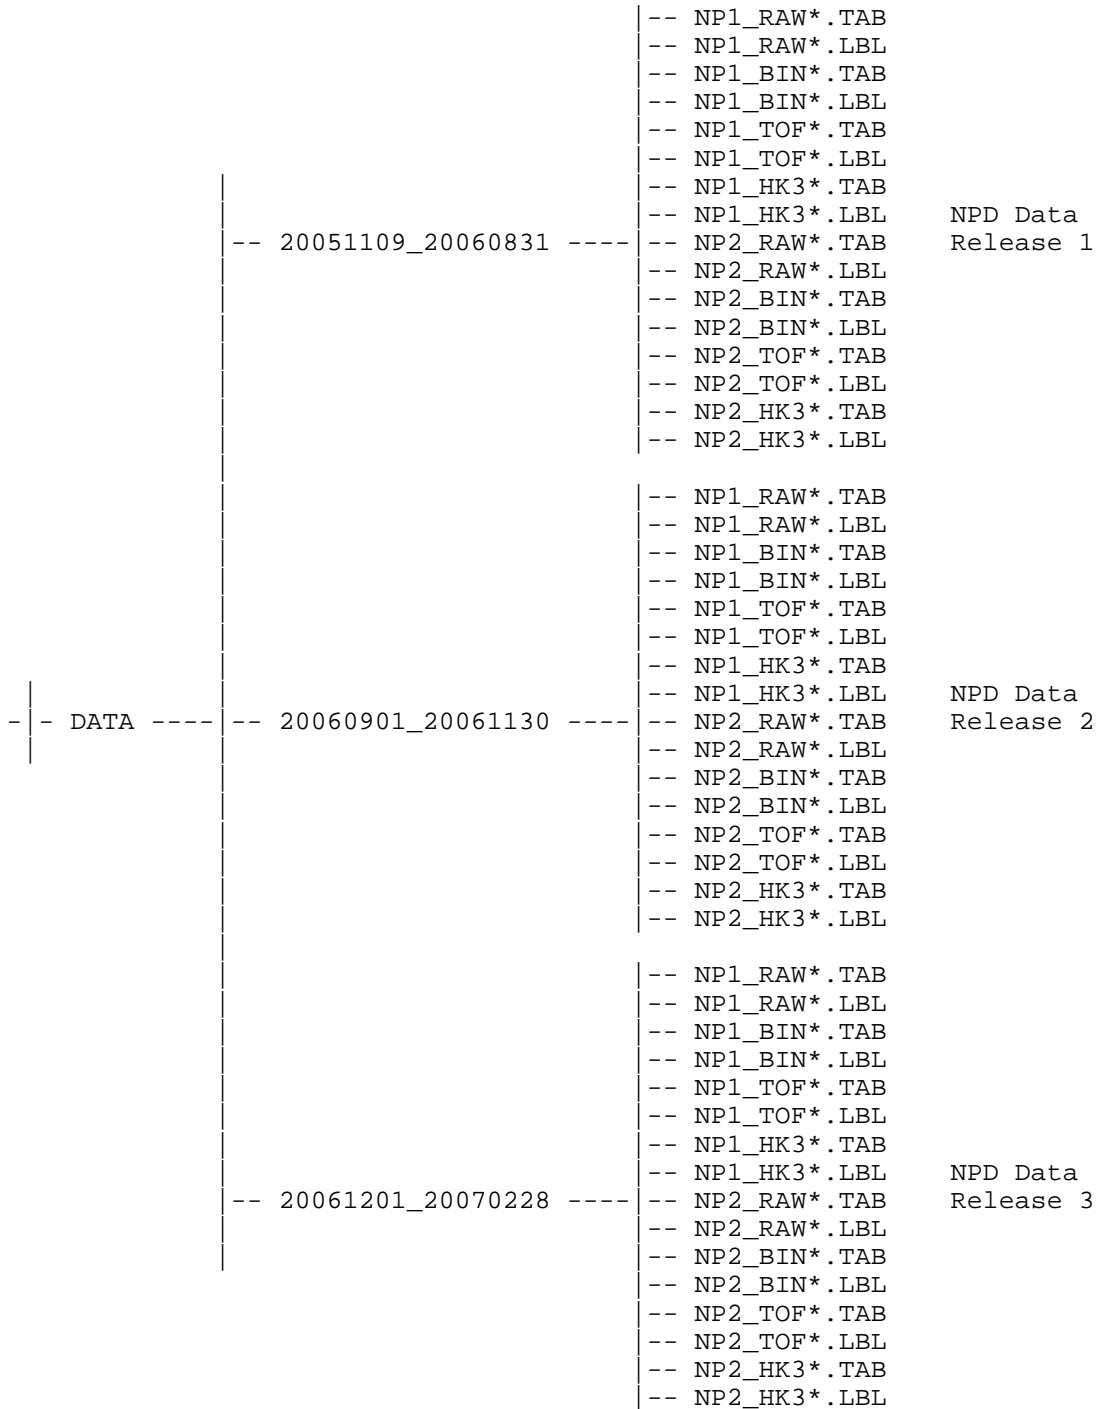 |-- NP1_RAW*.TAB
|-- NP1_RAW*.LBL
|-- NP1_BIN*.TAB
|-- NP1_BIN*.LBL
|-- NP1_TOF*.TAB
|-- NP1_TOF*.LBL
| |-- NP1_HK3*.TAB
| |-- NP1_HK3*.LBL NPD Data
|-- 20051109_20060831 ----|-- NP2_RAW*.TAB Release 1
| |-- NP2_RAW*.LBL
| |-- NP2_BIN*.TAB
| |-- NP2_BIN*.LBL
| |-- NP2_TOF*.TAB
| |-- NP2_TOF*.LBL
| |-- NP2_HK3*.TAB
| |-- NP2_HK3*.LBL
|
| |-- NP1_RAW*.TAB
| |-- NP1_RAW*.LBL
| |-- NP1_BIN*.TAB
| |-- NP1_BIN*.LBL
| |-- NP1_TOF*.TAB
| |-- NP1_TOF*.LBL
| |-- NP1_HK3*.TAB
| | |-- NP1_HK3*.LBL NPD Data
-|- DATA ----|-- 20060901_20061130 ----|-- NP2_RAW*.TAB Release 2
| | |-- NP2_RAW*.LBL
| |-- NP2_BIN*.TAB
| |-- NP2_BIN*.LBL
| |-- NP2_TOF*.TAB
| |-- NP2_TOF*.LBL
| |-- NP2_HK3*.TAB
| |-- NP2_HK3*.LBL
|
| |-- NP1_RAW*.TAB
| |-- NP1_RAW*.LBL
| |-- NP1_BIN*.TAB
| |-- NP1_BIN*.LBL
| |-- NP1_TOF*.TAB
| |-- NP1_TOF*.LBL
| |-- NP1_HK3*.TAB
| |-- NP1_HK3*.LBL NPD Data
|-- 20061201_20070228 ----|-- NP2_RAW*.TAB Release 3
| |-- NP2_RAW*.LBL
| |-- NP2_BIN*.TAB
|-- NP2_BIN*.LBL
|-- NP2_TOF*.TAB
|-- NP2_TOF*.LBL
|-- NP2_HK3*.TAB
|-- NP2_HK3*.LBL